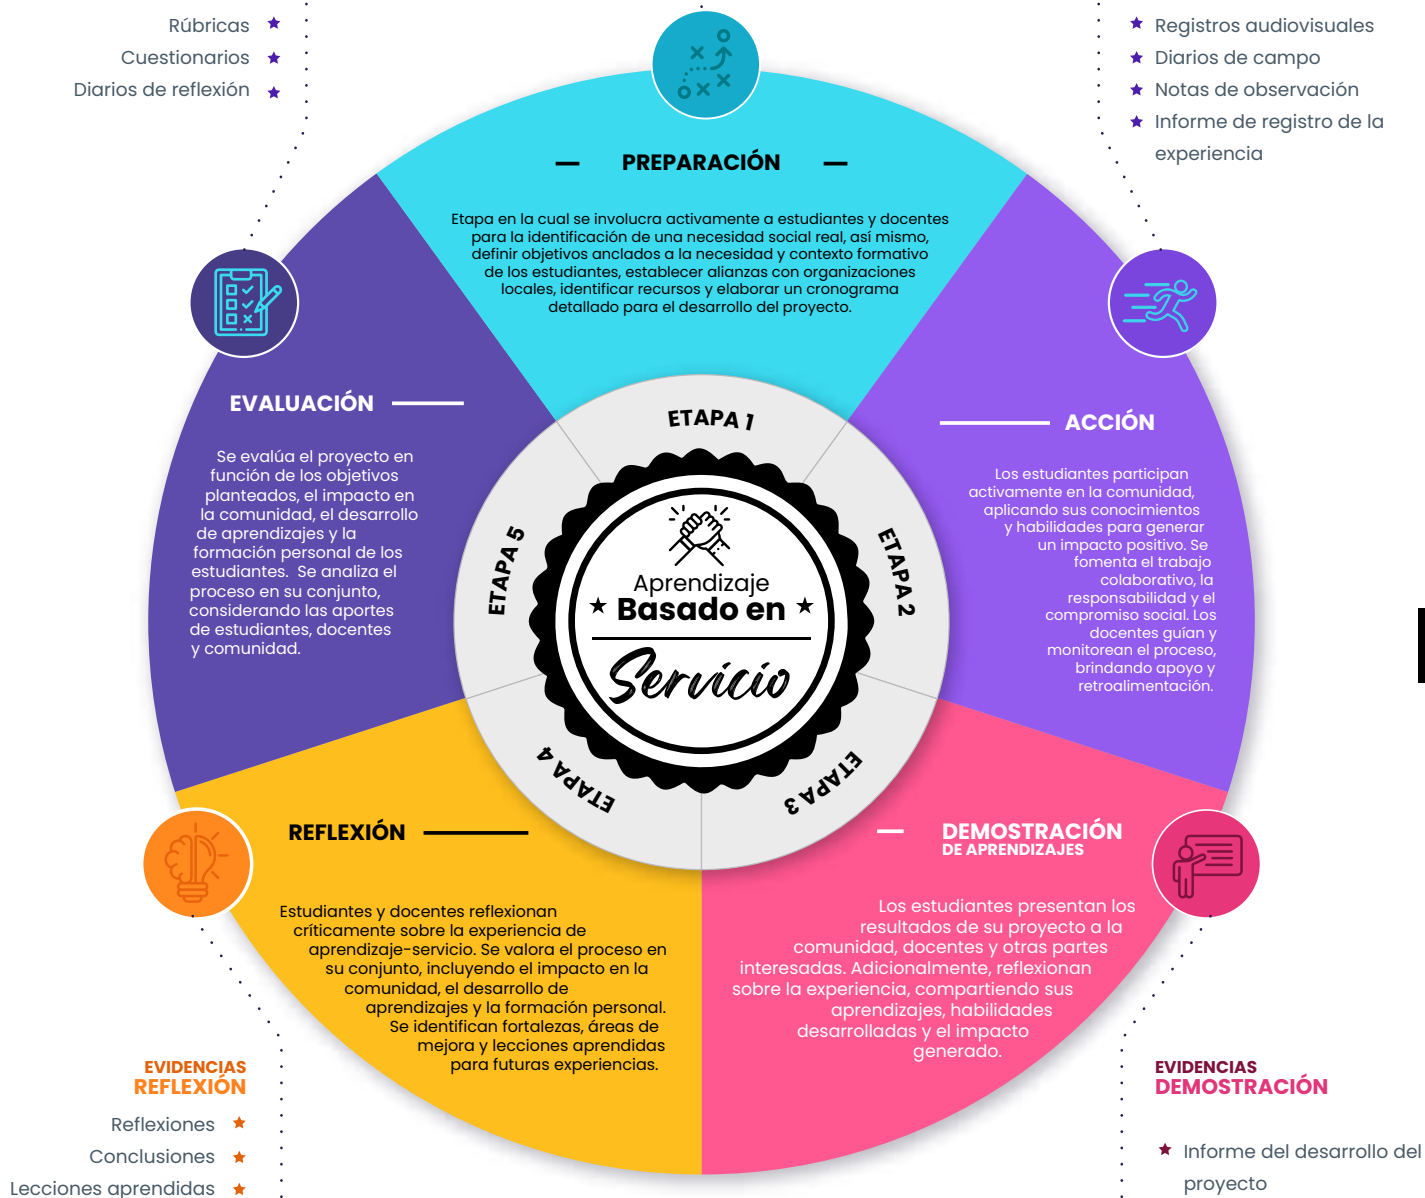 Rúbricas
Cuestionarios
Diarios de reflexión
Registros audiovisuales
Diarios de campo
Notas de observación
Informe de registro de la
experiencia
PREPARACIÓN
Etapa en la cual se involucra activamente a estudiantes y docentes
para la identificación de una necesidad social real, así mismo,
definir objetivos anclados a la necesidad y contexto formativo
de los estudiantes, establecer alianzas con organizaciones
locales, identificar recursos y elaborar un cronograma
detallado para el desarrollo del proyecto.
EVALUACIÓN
Se evalúa el proyecto en
función de los objetivos
planteados, el impacto en
la comunidad, el desarrollo
de aprendizajes y la
formación personal de los
estudiantes. Se analiza el
proceso en su conjunto,
considerando las aportes
de estudiantes, docentes
y comunidad.
ACCIÓN
Los estudiantes participan
activamente en la comunidad,
aplicando sus conocimientos
y habilidades para generar
un impacto positivo. Se
fomenta el trabajo
colaborativo, la
responsabilidad y el
compromiso social. Los
docentes guían y
monitorean el proceso,
brindando apoyo y
retroalimentación.
ETAPA 1
ETAPA 2
ETAPA 3
ETAPA 4
ETAPA 5
Aprendizaje
Basado en
Servicio
REFLEXIÓN
Estudiantes y docentes reflexionan
críticamente sobre la experiencia de
aprendizaje-servicio. Se valora el proceso en
su conjunto, incluyendo el impacto en la
comunidad, el desarrollo de
aprendizajes y la formación personal.
Se identifican fortalezas, áreas de
mejora y lecciones aprendidas
para futuras experiencias.
DEMOSTRACIÓN
DE APRENDIZAJES
Los estudiantes presentan los
resultados de su proyecto a la
comunidad, docentes y otras partes
interesadas. Adicionalmente, reflexionan
sobre la experiencia, compartiendo sus
aprendizajes, habilidades
desarrolladas y el impacto
generado.
EVIDENCIAS
REFLEXIÓN
Reflexiones
Conclusiones
Lecciones aprendidas
EVIDENCIAS
DEMOSTRACIÓN
Informe del desarrollo del
proyecto